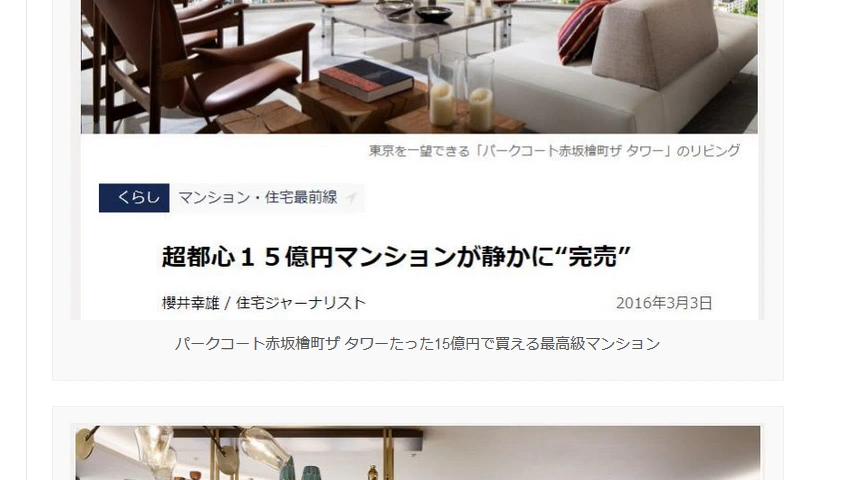 東京を一望できる「パークコート赤坂檜町ザ タワー」のリビング
くらし マンション・住宅最前線
超都心１５億円マンションが静かに“完売”
櫻井幸雄 / 住宅ジャーナリスト 2016年3月3日
パークコート赤坂檜町ザ タワーたった15億円で買える最高級マンション